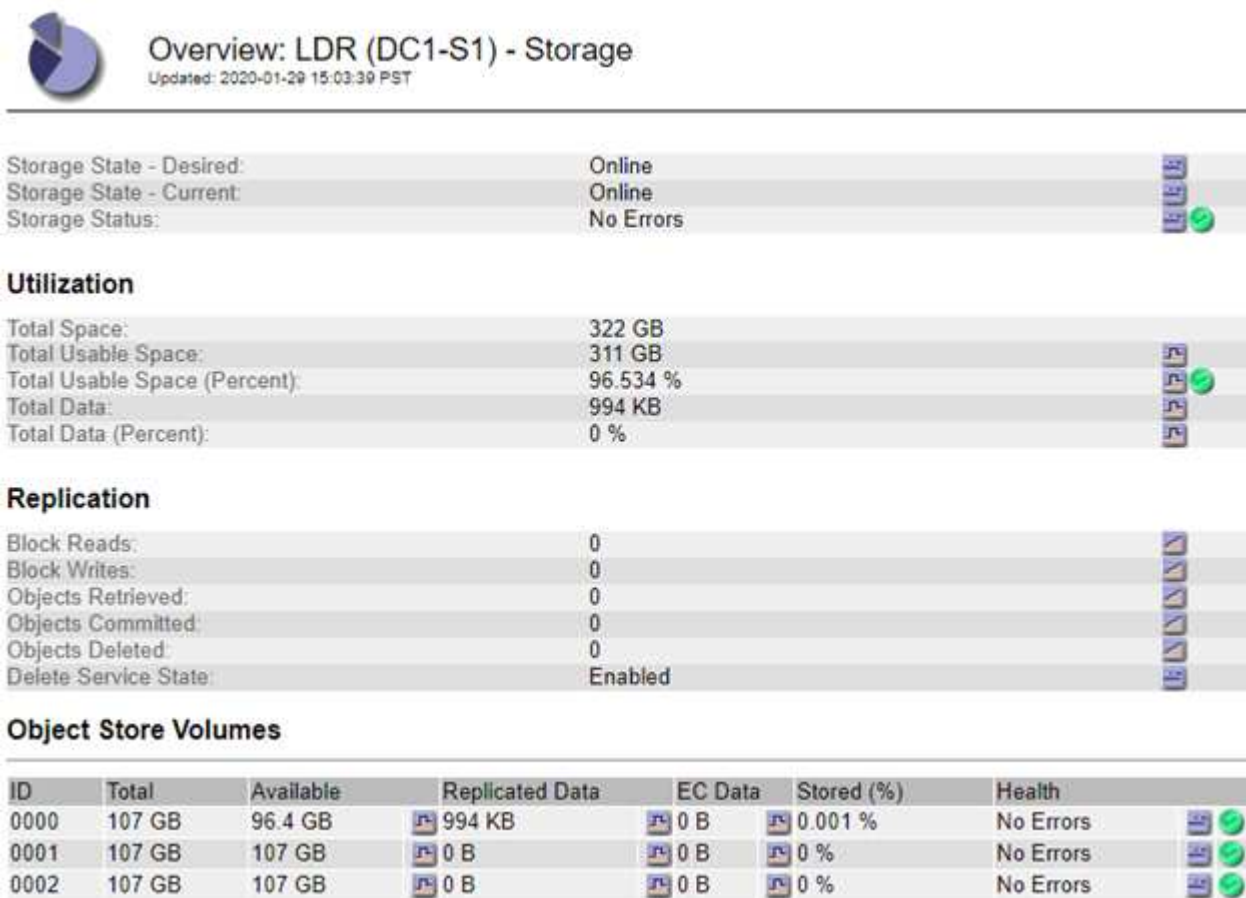 Overview: LDR (DC1-S1) - Storage
Updated: 2020-01-29 15:03:39 PST
Storage State - Desired: Online
Storage State - Current: Online
Storage Status: No Errors
Utilization
Total Space: 322 GB
Total Usable Space: 311 GB
Total Usable Space (Percent): 96.534 %
Total Data: 994 KB
Total Data (Percent): 0 %
Replication
Block Reads: 0
Block Writes: 0
Objects Retrieved: 0
Objects Committed: 0
Objects Deleted: 0
Delete Service State: Enabled
Object Store Volumes
ID Total Available Replicated Data EC Data Stored (%) Health
0000 107 GB 96.4 GB 994 KB 0 B 0.001 % No Errors
0001 107 GB 107 GB 0 B 0 B 0 % No Errors
0002 107 GB 107 GB 0 B 0 B 0 % No Errors